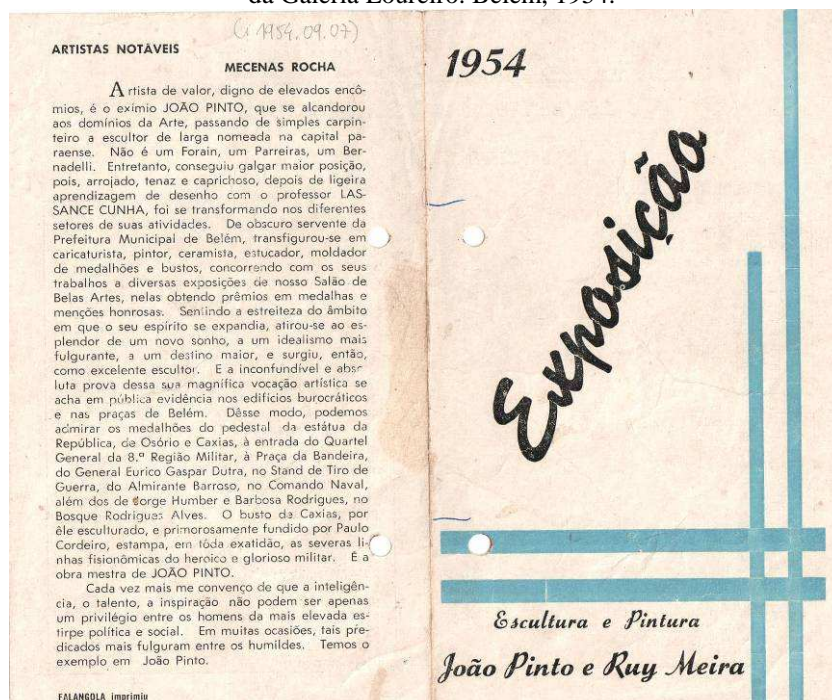 da Galeria Loureiro. Belém, 1954.
(i 1954.09.07)
ARTISTAS NOTÁVEIS
MECENAS ROCHA
Artista de valor, digno de elevados encô-
mios, é o exímio JOÃO PINTO, que se alcandorou
aos domínios da Arte, passando de simples carpin-
teiro a escultor de larga nomeada na capital pa-
raense. Não é um Forain, um Parreiras, um Ber-
nadelli. Entretanto, conseguiu galgar maior posição,
pois, arrojado, tenaz e caprichoso, depois de ligeira
aprendizagem de desenho com o professor LAS-
SANCE CUNHA, foi se transformando nos diferentes
setores de suas atividades. De obscuro servente da
Prefeitura Municipal de Belém, transfigurou-se em
caricaturista, pintor, ceramista, estucador, moldador
de medalhões e bustos, concorrendo com os seus
trabalhos a diversas exposições de nosso Salão de
Belas Artes, nelas obtendo prêmios em medalhas e
menções honrosas. Sentindo a estreiteza do âmbito
em que o seu espírito se expandia, atirou-se ao es-
plendor de um novo sonho, a um idealismo mais
fulgurante, a um destino maior, e surgiu, então,
como excelente escultor. E a inconfundível e abso
luta prova dessa sua magnífica vocação artística se
acha em pública evidência nos edifícios burocráticos
e nas praças de Belém. Dêsse modo, podemos
admirar os medalhões do pedestal da estátua da
República, de Osório e Caxias, à entrada do Quartel
General da 8.ª Região Militar, à Praça da Bandeira,
do General Eurico Gaspar Dutra, no Stand de Tiro de
Guerra, do Almirante Barroso, no Comando Naval,
além dos de Jorge Humber e Barbosa Rodrigues, no
Bosque Rodrigues Alves. O busto de Caxias, por
êle esculturado, e primorosamente fundido por Paulo
Cordeiro, estampa, em tôda exatidão, as severas li-
nhas fisionômicas do heroico e glorioso militar. É a
obra mestra de JOÃO PINTO.
Cada vez mais me convenço de que a inteligên-
cia, o talento, a inspiração não podem ser apenas
um privilégio entre os homens da mais elevada es-
tirpe política e social. Em muitas ocasiões, tais pre-
dicados mais fulguram entre os humildes. Temos o
exemplo em João Pinto.
FALANGOLA imprimiu
1954
Exposição
Escultura e Pintura
João Pinto e Ruy Meira